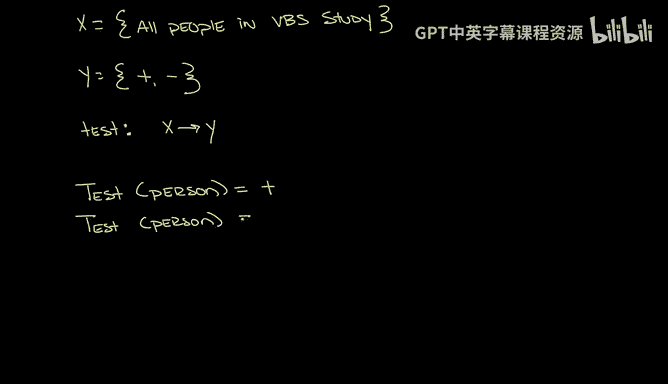 X = { All people in VBS Study }
GPT中英字幕课程资源 bilibili
Y = { +, - }
test: X → Y
Test (person) = +
Test (person) =